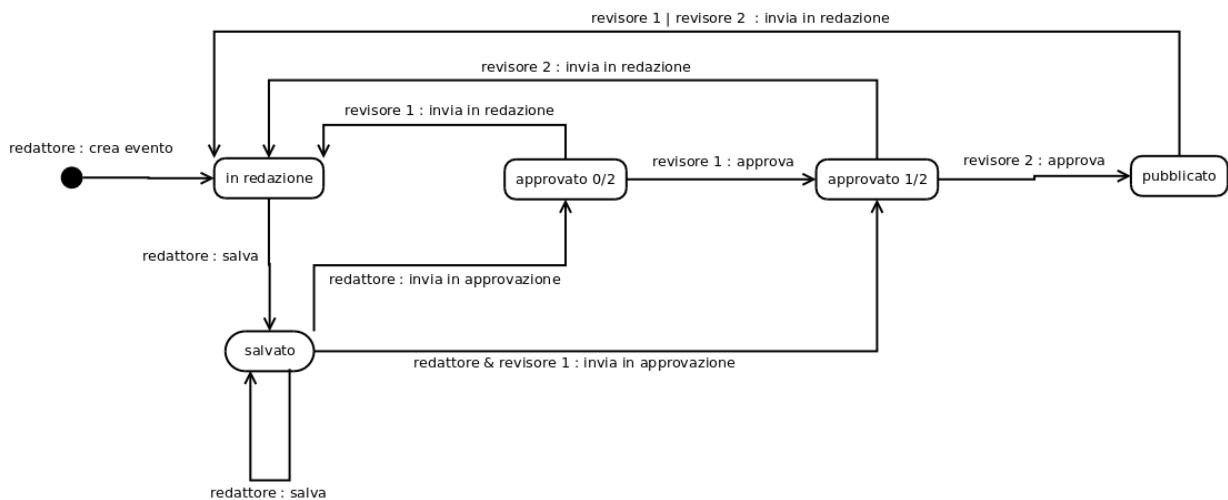 revisore 1 | revisore 2 : invia in redazione
revisore 2 : invia in redazione
revisore 1 : invia in redazione
redattore : crea evento
in redazione
approvato 0/2
revisore 1 : approva
approvato 1/2
revisore 2 : approva
pubblicato
redattore : salva
redattore : invia in approvazione
salvato
redattore & revisore 1 : invia in approvazione
redattore : salva